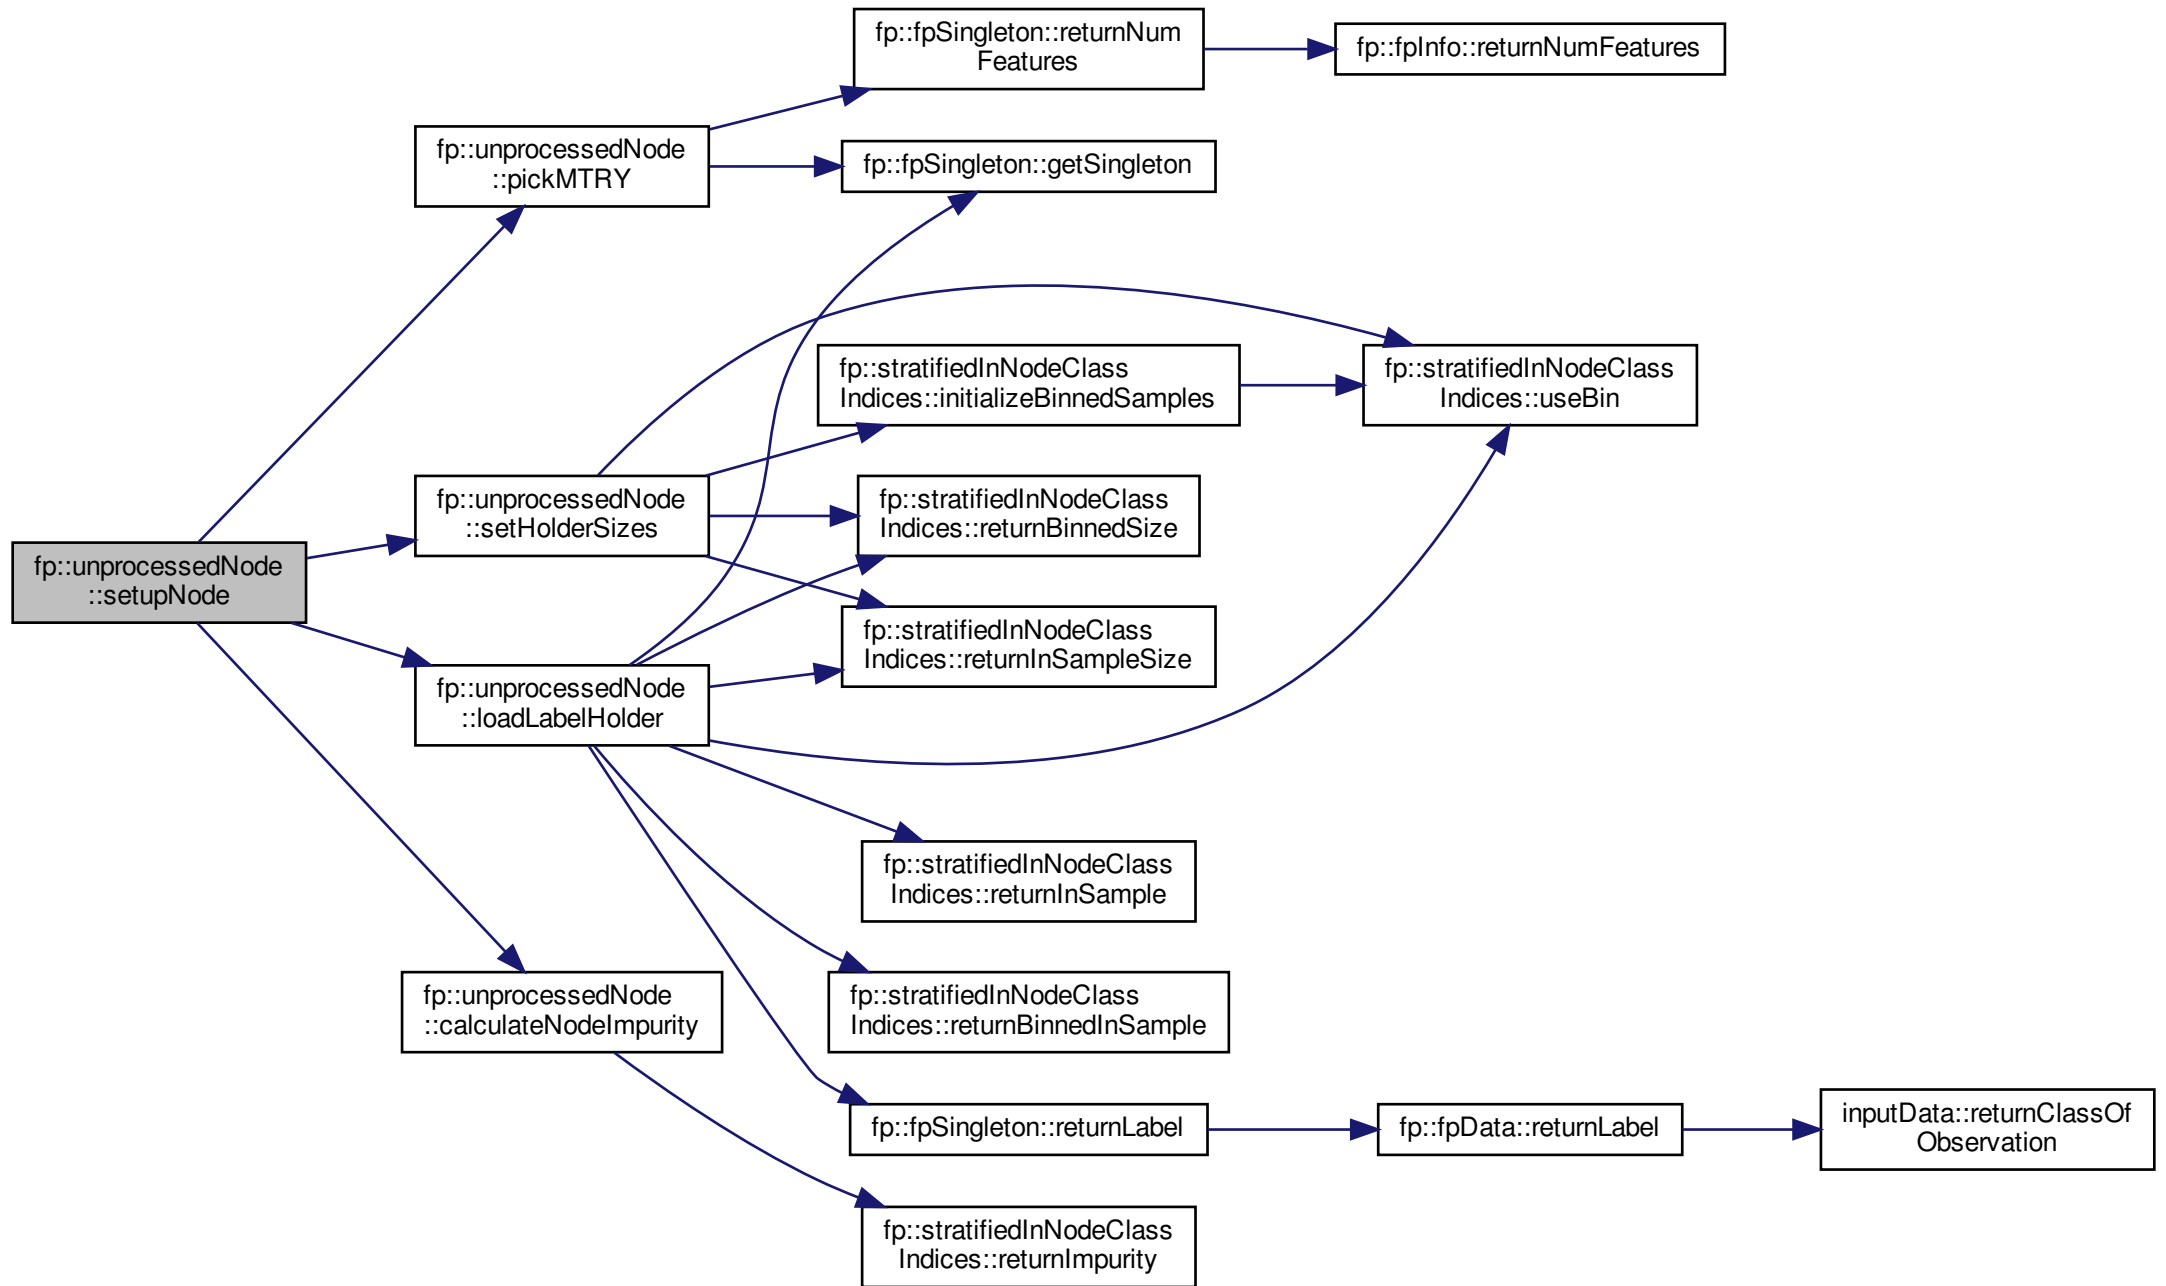 fp::fpSingleton::returnNum
Features
fp::fpInfo::returnNumFeatures
fp::unprocessedNode
::pickMTRY
fp::fpSingleton::getSingleton
fp::stratifiedInNodeClass
Indices::initializeBinnedSamples
fp::stratifiedInNodeClass
Indices::useBin
fp::unprocessedNode
::setHolderSizes
fp::stratifiedInNodeClass
Indices::returnBinnedSize
fp::unprocessedNode
::setupNode
fp::stratifiedInNodeClass
Indices::returnInSampleSize
fp::unprocessedNode
::loadLabelHolder
fp::stratifiedInNodeClass
Indices::returnInSample
fp::unprocessedNode
::calculateNodeImpurity
fp::stratifiedInNodeClass
Indices::returnBinnedInSample
fp::fpSingleton::returnLabel
fp::fpData::returnLabel
inputData::returnClassOf
Observation
fp::stratifiedInNodeClass
Indices::returnImpurity